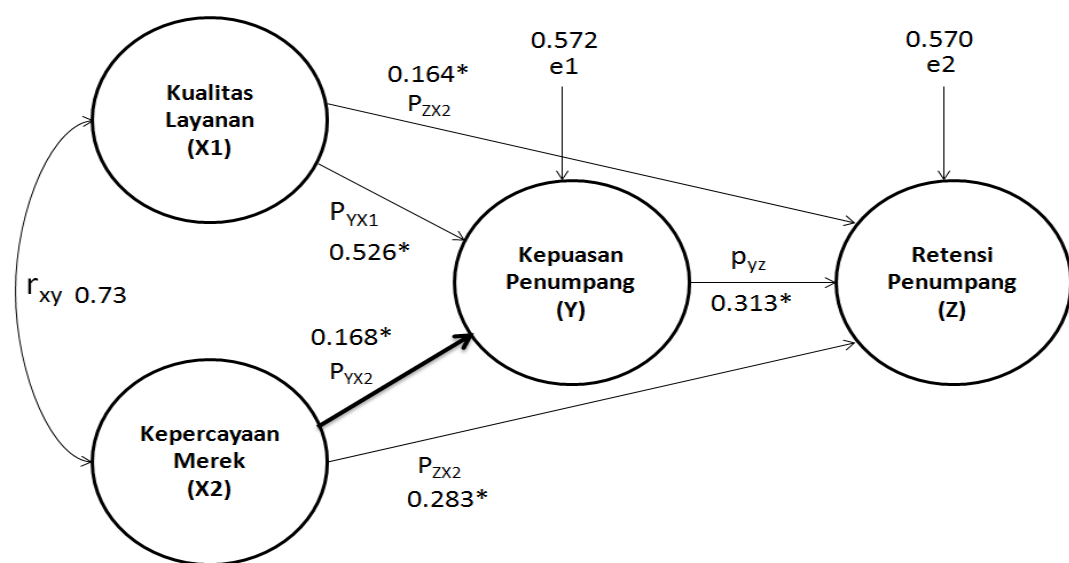 Kualitas
Layanan
(X1)
0.164*
PZX2
0.572
e1
0.570
e2
PYX1
0.526*
rxy 0.73
Kepuasan
Penumpang
(Y)
pyz
0.313*
Retensi
Penumpang
(Z)
0.168*
PYX2
Kepercayaan
Merek
(X2)
PZX2
0.283*